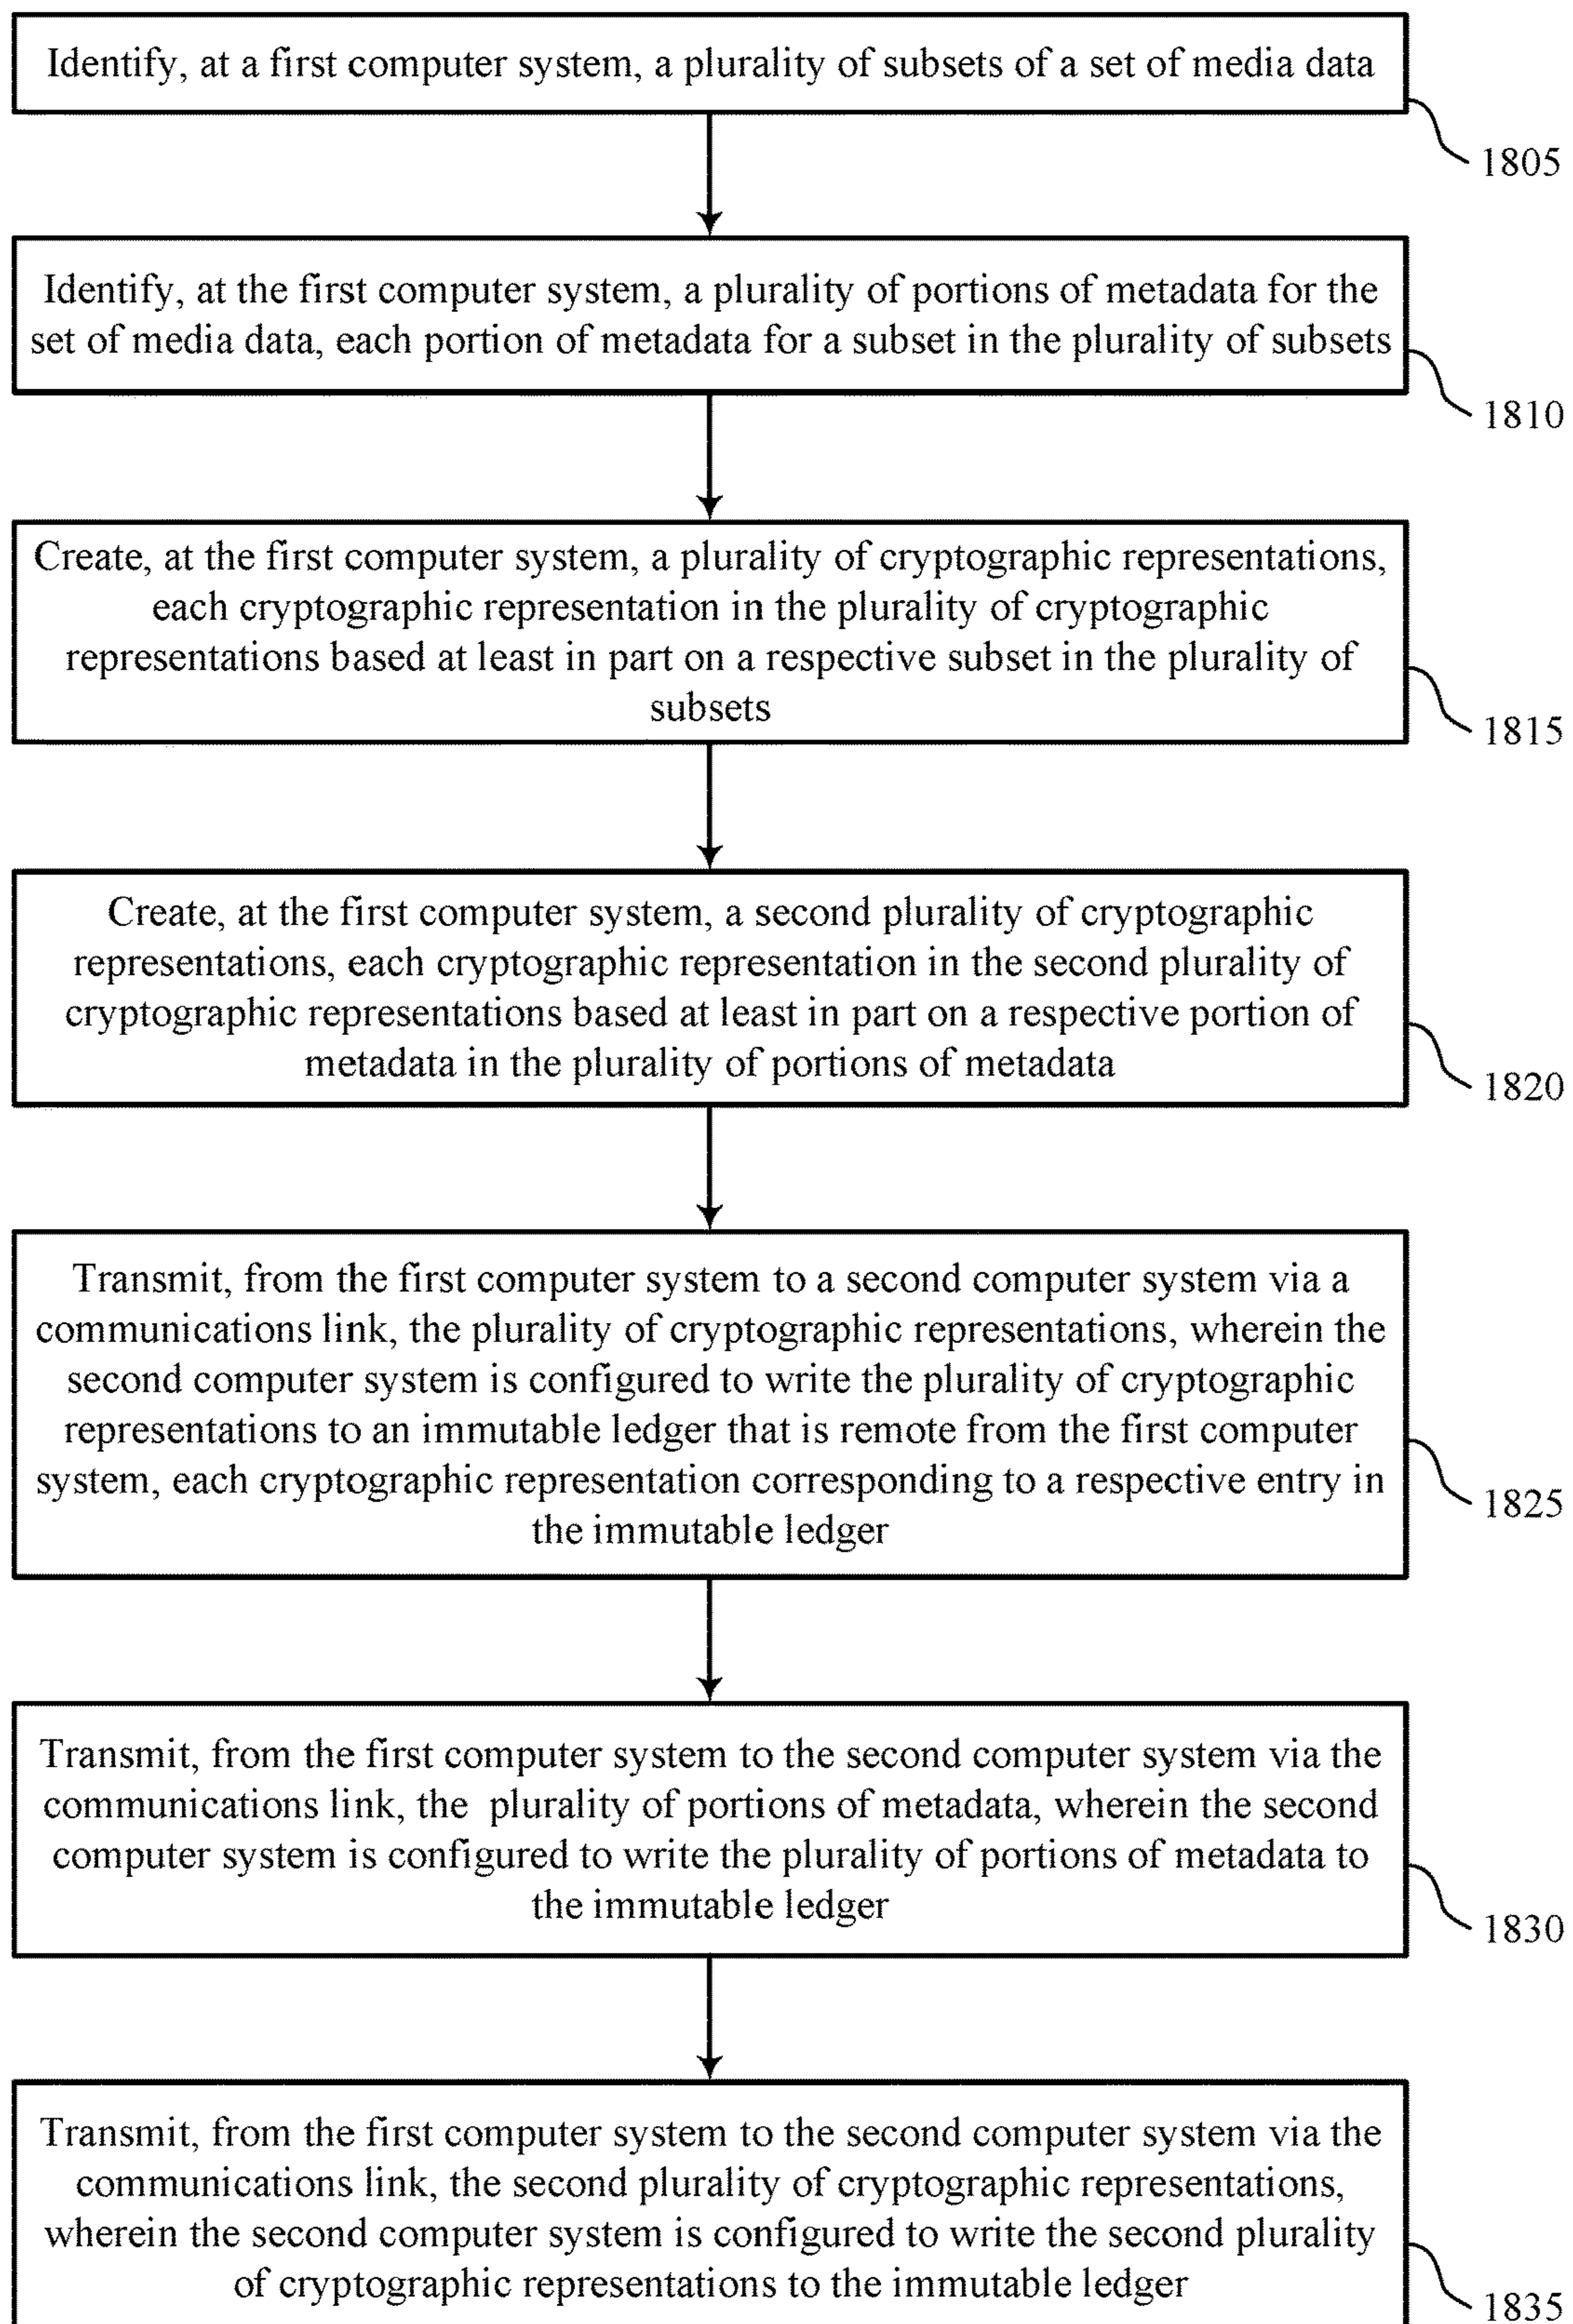 Identify, at a first computer system, a plurality of subsets of a set of media data
1805
Identify, at the first computer system, a plurality of portions of metadata for the
set of media data, each portion of metadata for a subset in the plurality of subsets
1810
Create, at the first computer system, a plurality of cryptographic representations,
each cryptographic representation in the plurality of cryptographic
representations based at least in part on a respective subset in the plurality of
subsets
1815
Create, at the first computer system, a second plurality of cryptographic
representations, each cryptographic representation in the second plurality of
cryptographic representations based at least in part on a respective portion of
metadata in the plurality of portions of metadata
1820
Transmit, from the first computer system to a second computer system via a
communications link, the plurality of cryptographic representations, wherein the
second computer system is configured to write the plurality of cryptographic
representations to an immutable ledger that is remote from the first computer
system, each cryptographic representation corresponding to a respective entry in
the immutable ledger
1825
Transmit, from the first computer system to the second computer system via the
communications link, the plurality of portions of metadata, wherein the second
computer system is configured to write the plurality of portions of metadata to
the immutable ledger
1830
Transmit, from the first computer system to the second computer system via the
communications link, the second plurality of cryptographic representations,
wherein the second computer system is configured to write the second plurality
of cryptographic representations to the immutable ledger
1835